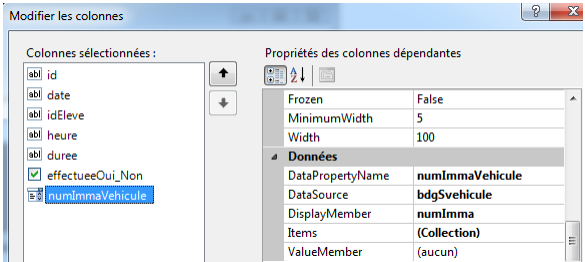 Modifier les colonnes
Colonnes sélectionnées :
Propriétés des colonnes dépendantes
abl id
abl date
abl idEleve
abl heure
abl duree
effectueeOui_Non
numImmaVehicule
Frozen False
MinimumWidth 5
Width 100
Données
DataPropertyName numImmaVehicule
DataSource bdgSvehicule
DisplayMember numImma
Items (Collection)
ValueMember (aucun)